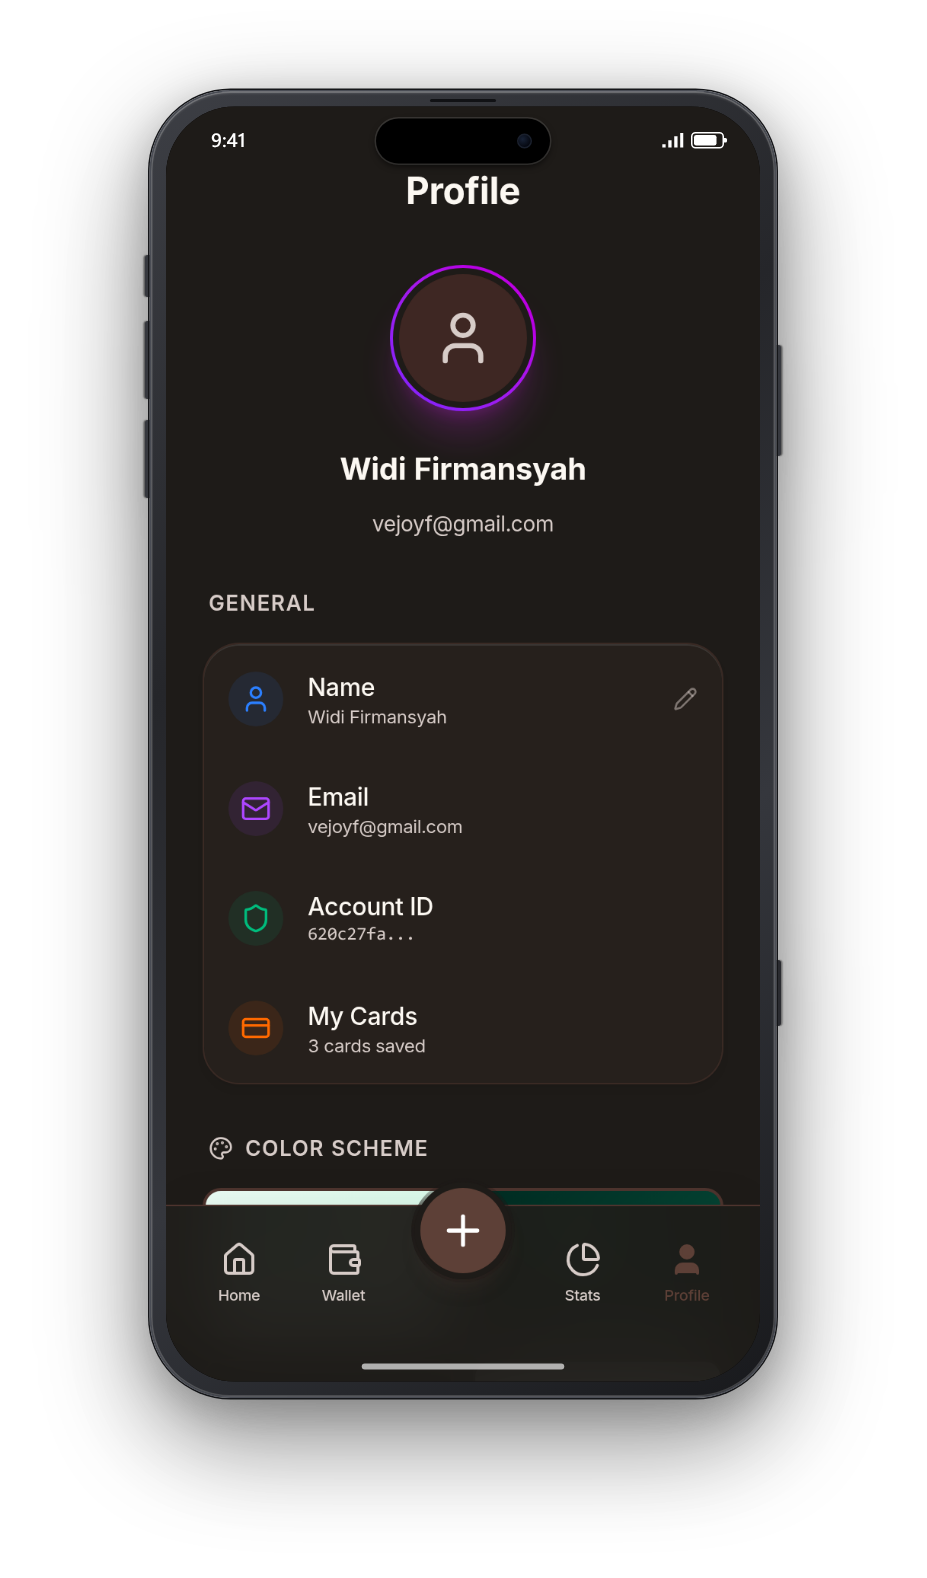 9:41
Profile
Widi Firmansyah
vejoyf@gmail.com
GENERAL
Name
Widi Firmansyah
Email
vejoyf@gmail.com
Account ID
620c27fa...
My Cards
3 cards saved
COLOR SCHEME
Home
Wallet
Stats
Profile